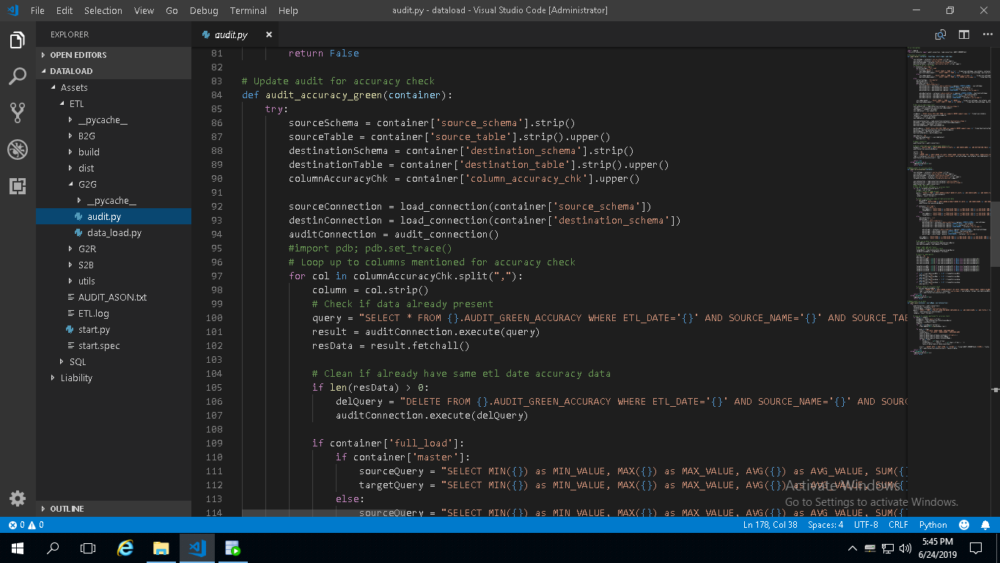 File Edit Selection View Go Debug Terminal Help audit.py - dataload - Visual Studio Code [Administrator]
EXPLORER
OPEN EDITORS
DATALOAD
Assets
ETL
__pycache__
B2G
build
dist
G2G
__pycache__
audit.py
data_load.py
G2R
S2B
utils
AUDIT_ASON.txt
ETL.log
start.py
start.spec
SQL
Liability
OUTLINE
audit.py
81 return False
82
83 # Update audit for accuracy check
84 def audit_accuracy_green(container):
85 try:
86 sourceSchema = container['source_schema'].strip()
87 sourceTable = container['source_table'].strip().upper()
88 destinationSchema = container['destination_schema'].strip()
89 destinationTable = container['destination_table'].strip().upper()
90 columnAccuracyChk = container['column_accuracy_chk'].upper()
91
92 sourceConnection = load_connection(container['source_schema'])
93 destinConnection = load_connection(container['destination_schema'])
94 auditConnection = audit_connection()
95 #import pdb; pdb.set_trace()
96 # Loop up to columns mentioned for accuracy check
97 for col in columnAccuracyChk.split(","):
98 column = col.strip()
99 # Check if data already present
100 query = "SELECT * FROM {}.AUDIT_GREEN_ACCURACY WHERE ETL_DATE='{}' AND SOURCE_NAME='{}' AND SOURCE_TAB
101 result = auditConnection.execute(query)
102 resData = result.fetchall()
103
104 # Clean if already have same etl date accuracy data
105 if len(resData) > 0:
106 delQuery = "DELETE FROM {}.AUDIT_GREEN_ACCURACY WHERE ETL_DATE='{}' AND SOURCE_NAME='{}' AND SOURC
107 auditConnection.execute(delQuery)
108
109 if container['full_load']:
110 if container['master']:
111 sourceQuery = "SELECT MIN({}) as MIN_VALUE, MAX({}) as MAX_VALUE, AVG({}) as AVG_VALUE, SUM({}
112 targetQuery = "SELECT MIN({}) as MIN_VALUE, MAX({}) as MAX_VALUE, AVG({}) as AVG_VALUE, SUM({}
113 else:
114 sourceQuery = "SELECT MIN({}) as MIN_VALUE, MAX({}) as MAX_VALUE, AVG({}) as AVG_VALUE, SUM({}
Activate Windows
Go to Settings to activate Windows.
0 0 Ln 178, Col 38 Spaces: 4 UTF-8 CRLF Python
5:45 PM
6/24/2019